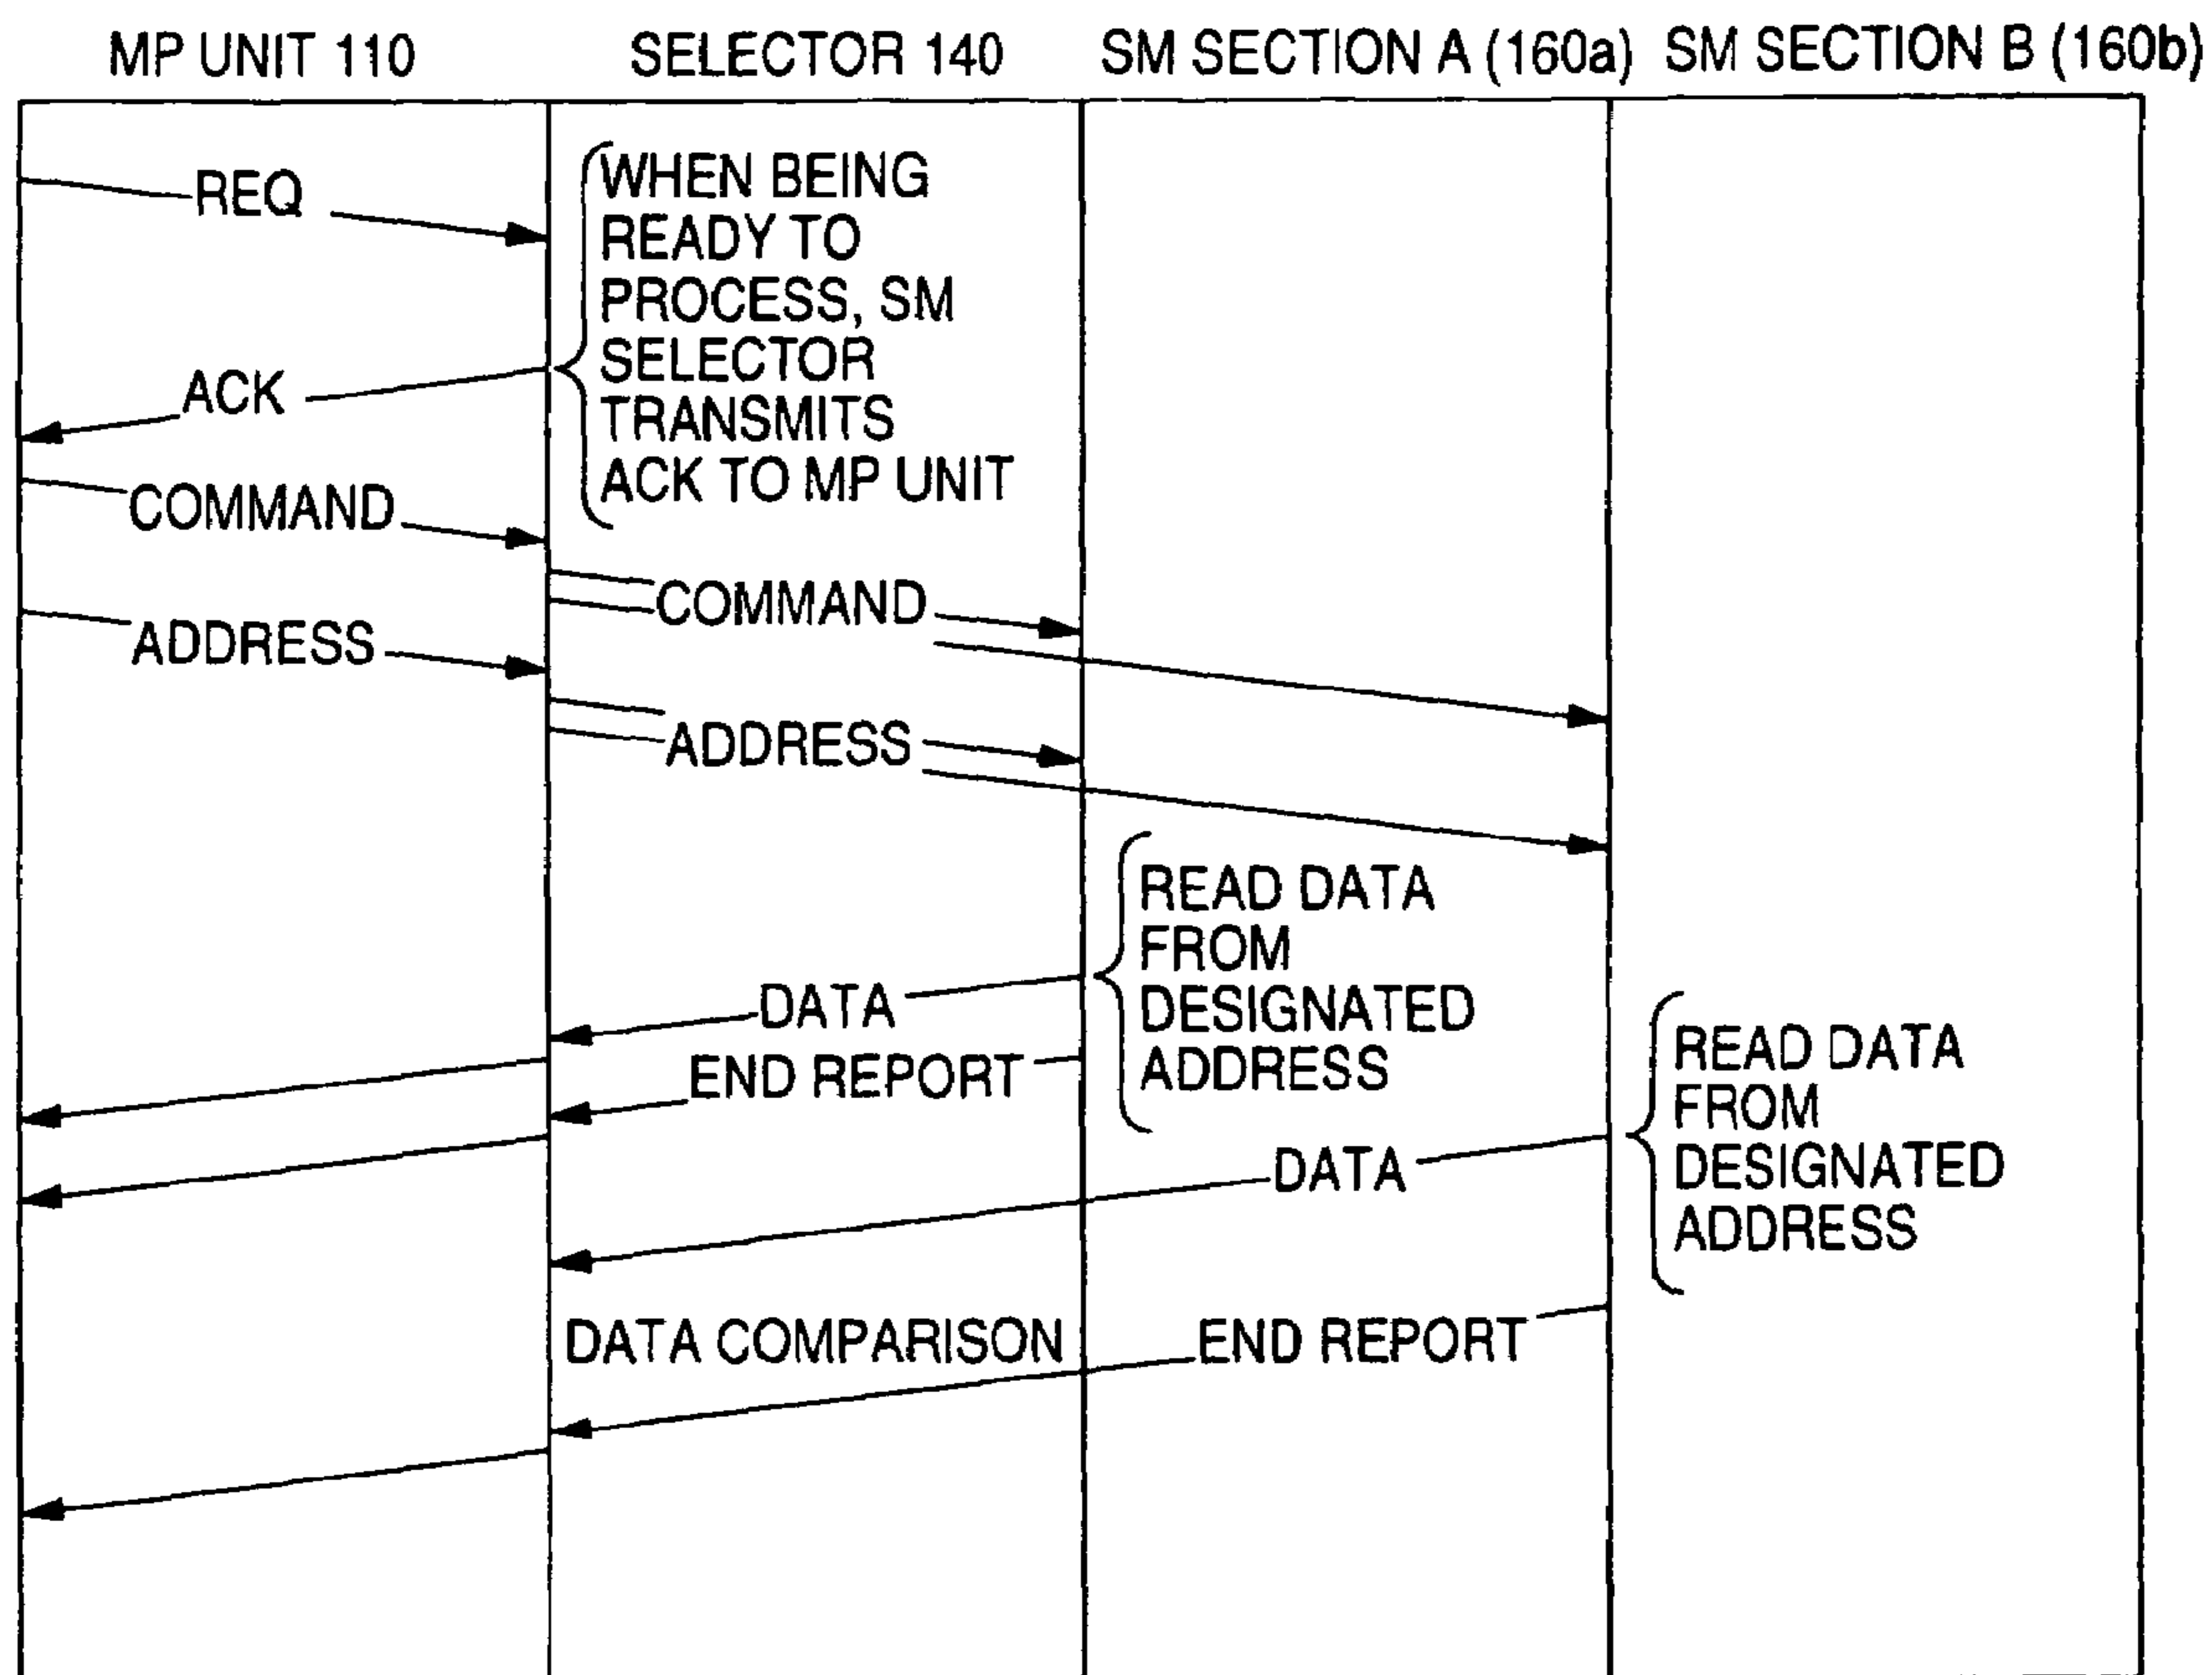 MP UNIT 110 SELECTOR 140 SM SECTION A (160a) SM SECTION B (160b)
REQ
WHEN BEING
READY TO
PROCESS, SM
SELECTOR
TRANSMITS
ACK TO MP UNIT
ACK
COMMAND
COMMAND
ADDRESS
ADDRESS
READ DATA
FROM
DESIGNATED
ADDRESS
DATA
END REPORT
READ DATA
FROM
DESIGNATED
ADDRESS
DATA
DATA COMPARISON
END REPORT